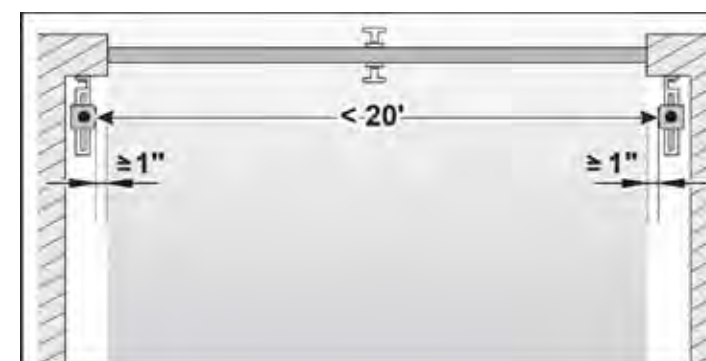 < 20'
≥ 1" ≥ 1"